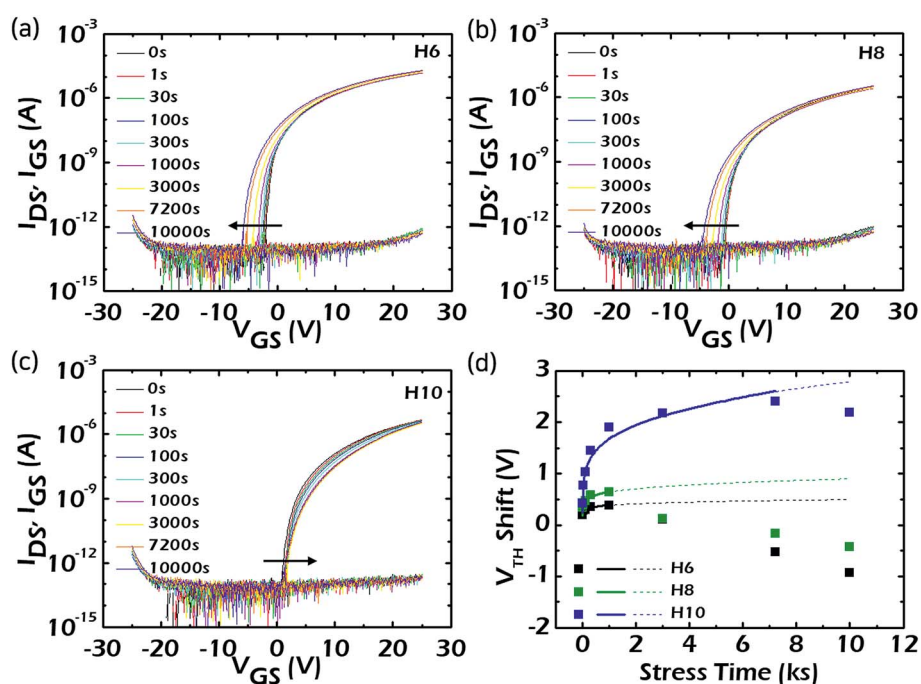 (a)
I_DS, I_GS (A)
10^-3
10^-6
10^-9
10^-12
10^-15
H6
0s
1s
30s
100s
300s
1000s
3000s
7200s
10000s
-30 -20 -10 0 10 20 30
V_GS (V)
(b)
I_DS, I_GS (A)
10^-3
10^-6
10^-9
10^-12
10^-15
H8
0s
1s
30s
100s
300s
1000s
3000s
7200s
10000s
-30 -20 -10 0 10 20 30
V_GS (V)
(c)
I_DS, I_GS (A)
10^-3
10^-6
10^-9
10^-12
10^-15
H10
0s
1s
30s
100s
300s
1000s
3000s
7200s
10000s
-30 -20 -10 0 10 20 30
V_GS (V)
(d)
V_TH Shift (V)
3
2
1
0
-1
-2
H6
H8
H10
0 2 4 6 8 10 12
Stress Time (ks)